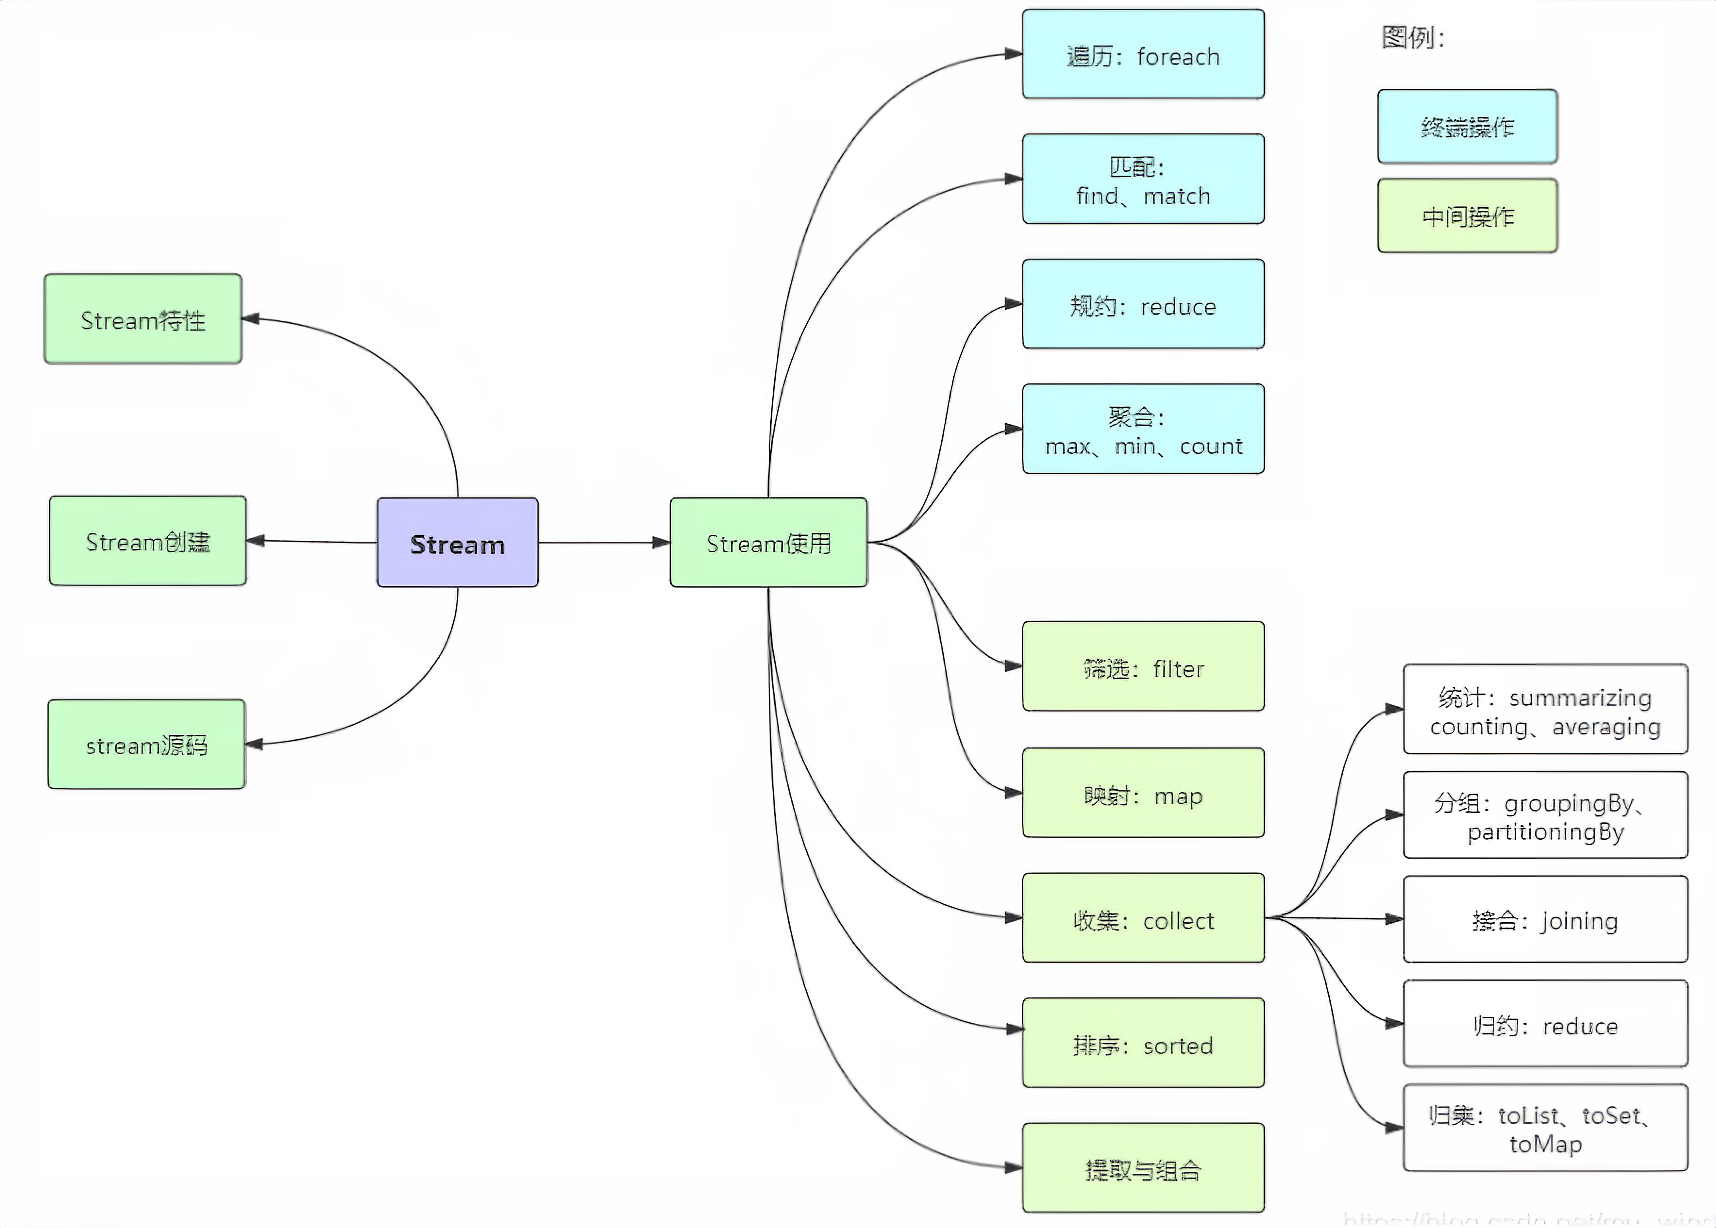 图例：
终端操作
中间操作
Stream特性
Stream创建
stream源码
Stream
Stream使用
遍历：foreach
匹配：
find、match
规约：reduce
聚合：
max、min、count
筛选：filter
映射：map
收集：collect
排序：sorted
提取与组合
统计：summarizing
counting、averaging
分组：groupingBy、
partitioningBy
接合：joining
归约：reduce
归集：toList、toSet、
toMap